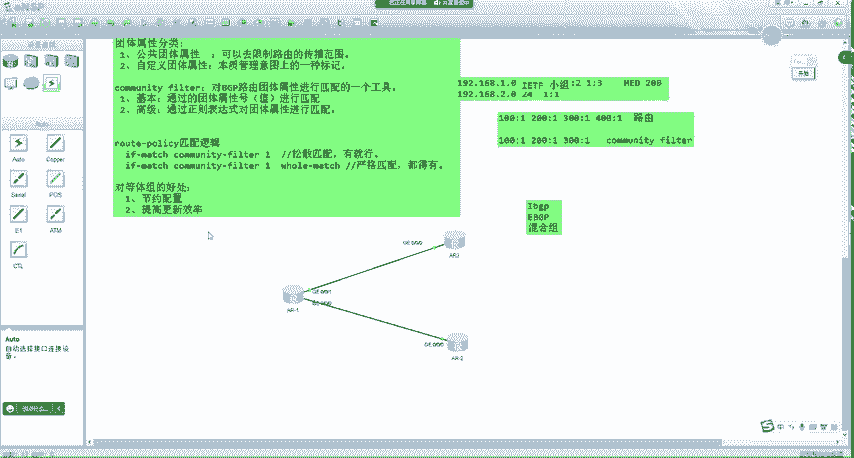 eNSP
团体属性分类：
1、公共团体属性 ：可以去限制路由的传播范围。
2、自定义团体属性：本质管理意图上的一种标记。
community filter：对BGP路由团体属性进行匹配的一个工具。
1、基本：通过的团体属性号（值）进行匹配
2、高级：通过正则表达式对团体属性进行匹配。
route-policy匹配逻辑
if-match community-filter 1 //松散匹配，有就行。
if-match community-filter 1 whole-match //严格匹配，都得有。
对等体组的好处：
1、节约配置
2、提高更新效率
192.168.1.0 IETF 小组:2 1:3 MED 200
192.168.2.0 24 1:1
100:1 200:1 300:1 400:1 路由
100:1 200:1 300:1 community filter
Ibgp
EBGP
混合组
Auto
Copper
Serial
POS
E1
ATM
CTL
Auto
自动选择接口连接设备。
AR1
AR2